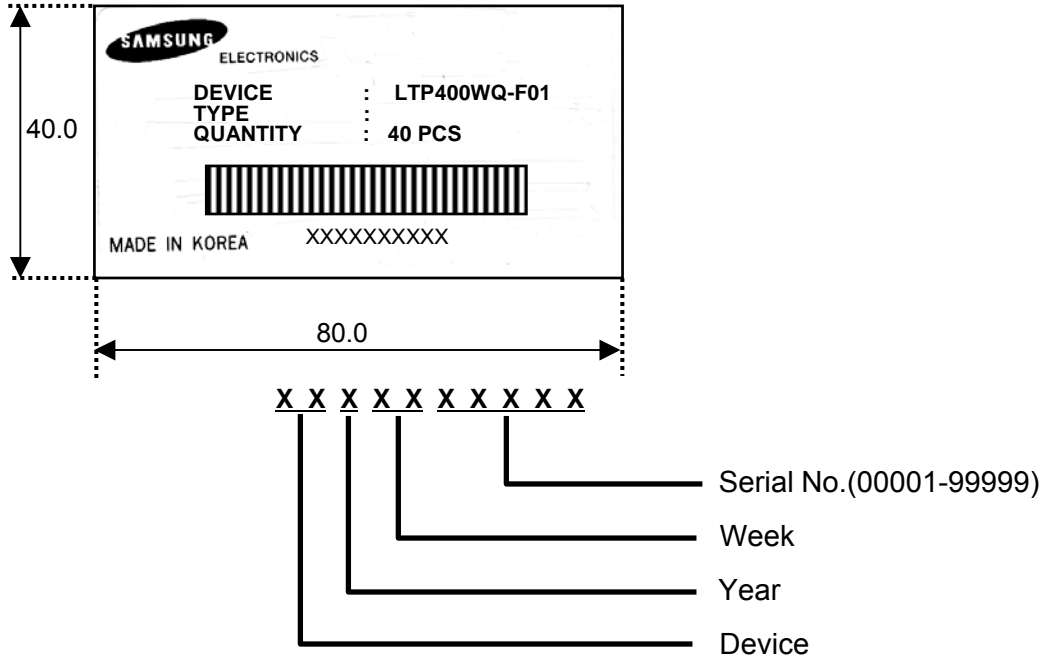 SAMSUNG
ELECTRONICS
DEVICE : LTP400WQ-F01
TYPE :
QUANTITY : 40 PCS
40.0
XXXXXXXXXX
MADE IN KOREA
80.0
X X X X X X X X X X
Serial No.(00001-99999)
Week
Year
Device